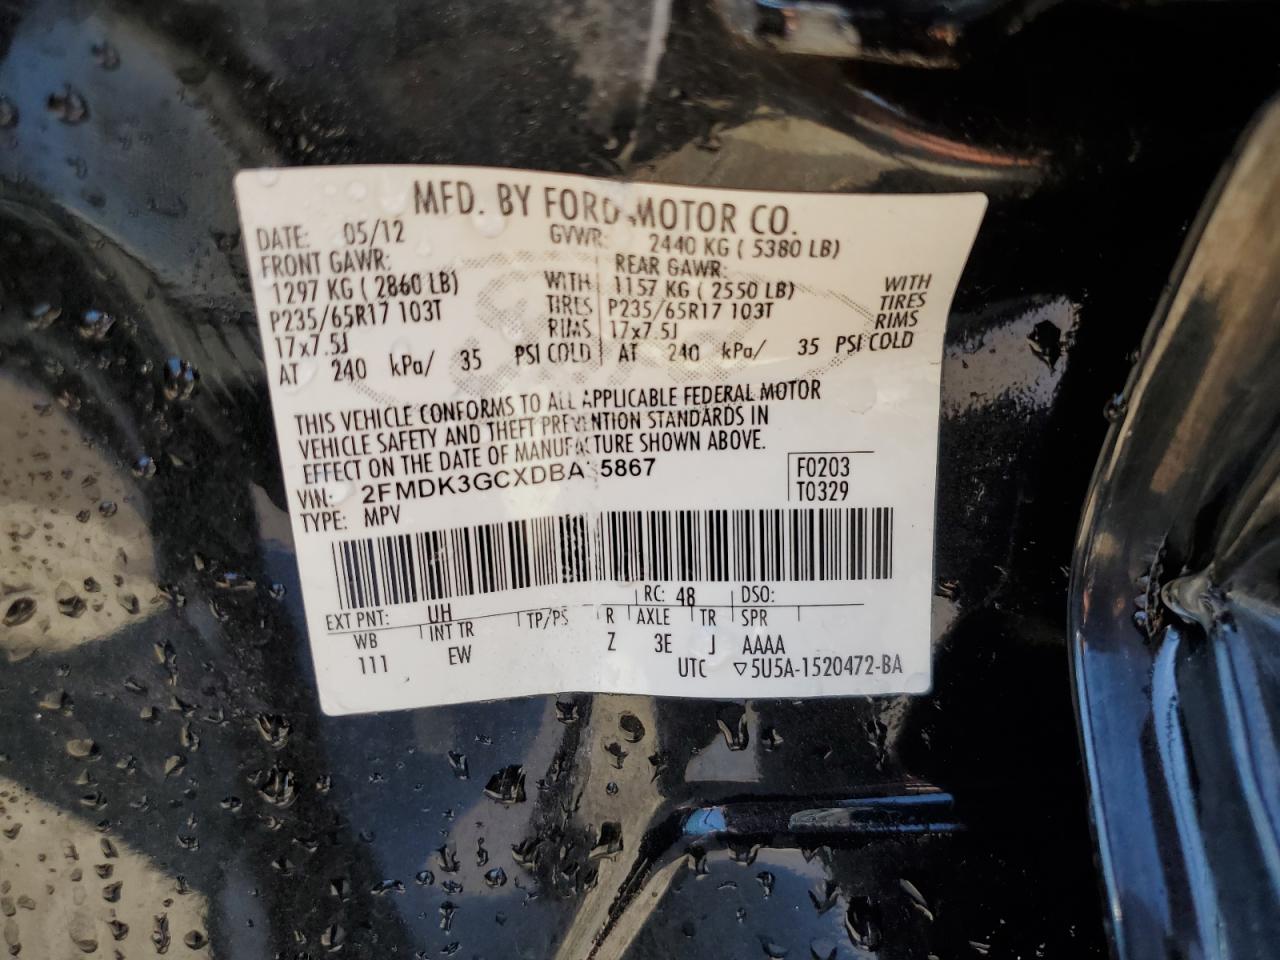 MFD. BY FORD MOTOR CO.
DATE: 05/12 GVWR: 2440 KG ( 5380 LB)
FRONT GAWR: REAR GAWR:
1297 KG ( 2860 LB) WITH 1157 KG ( 2550 LB) WITH
P235/65R17 103T TIRES P235/65R17 103T TIRES
17x7.5J RIMS 17x7.5J RIMS
AT 240 kPa/ 35 PSI COLD AT 240 kPa/ 35 PSI COLD
THIS VEHICLE CONFORMS TO ALL APPLICABLE FEDERAL MOTOR
VEHICLE SAFETY AND THEFT PREVENTION STANDARDS IN
EFFECT ON THE DATE OF MANUFACTURE SHOWN ABOVE.
VIN: F0203
TYPE: MPV T0329
EXT PNT: UH RC: 48 DSO:
WB INT TR TP/PS R AXLE TR SPR
111 EW Z 3E J AAAA
UTC ▽5U5A-1520472-BA